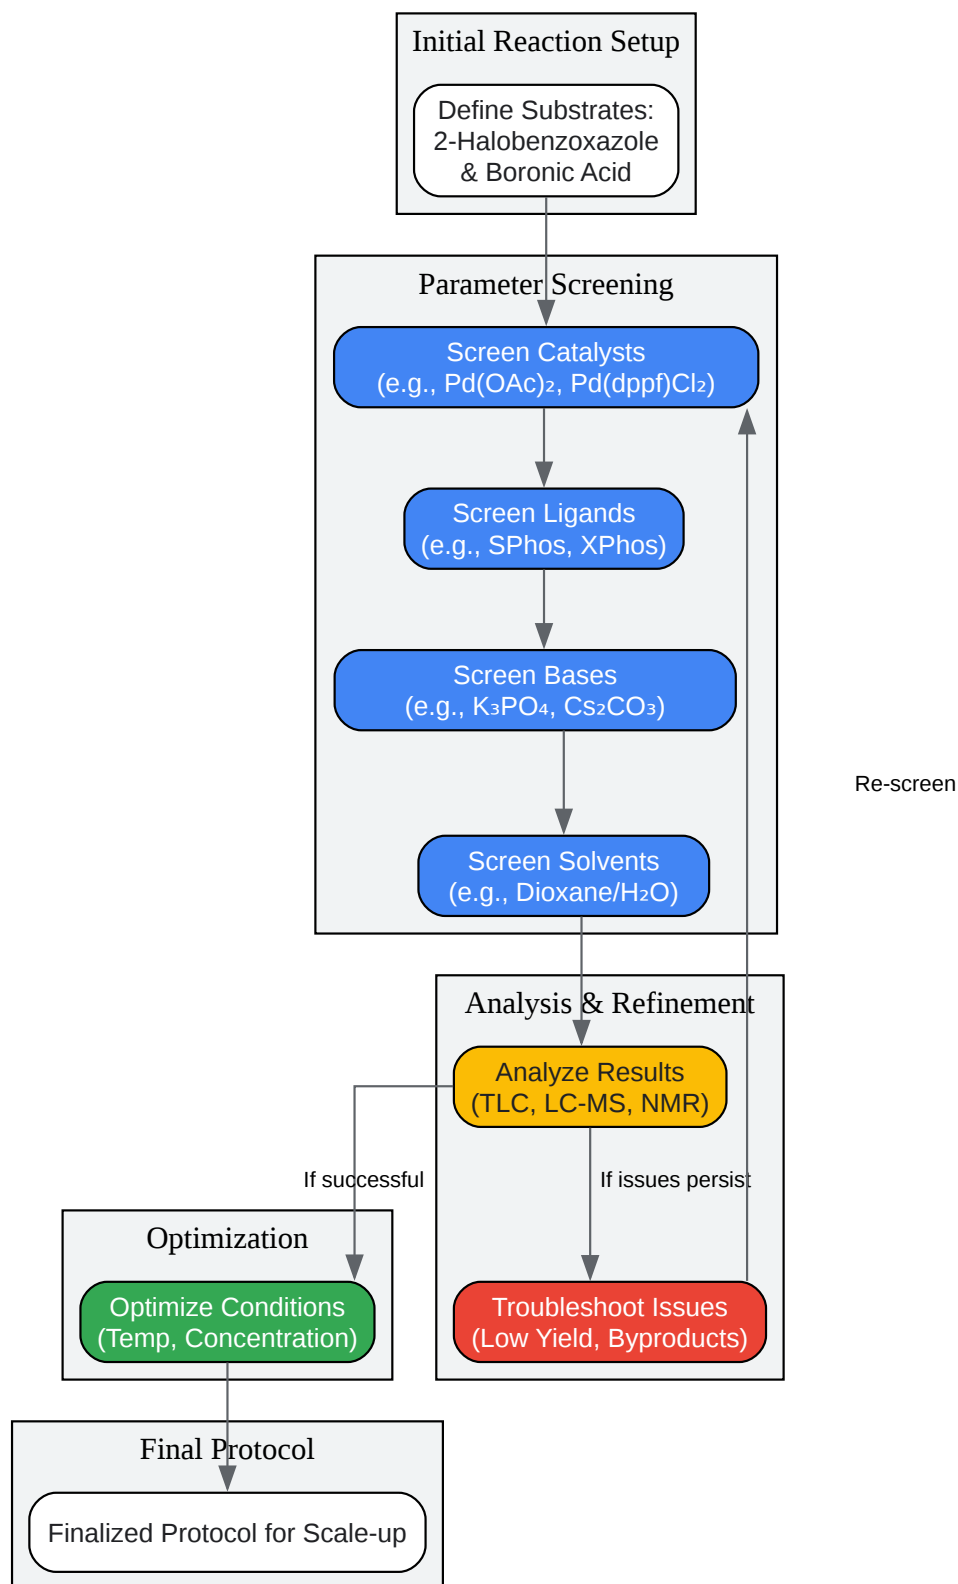 Initial Reaction Setup
Define Substrates:
2-Halobenzoxazole
& Boronic Acid
Parameter Screening
Screen Catalysts
(e.g., Pd(OAc)₂, Pd(dppf)Cl₂)
Screen Ligands
(e.g., SPhos, XPhos)
Screen Bases
(e.g., K₃PO₄, Cs₂CO₃)
Re-screen
Screen Solvents
(e.g., Dioxane/H₂O)
Analysis & Refinement
Analyze Results
(TLC, LC-MS, NMR)
If successful
If issues persist
Optimization
Optimize Conditions
(Temp, Concentration)
Troubleshoot Issues
(Low Yield, Byproducts)
Final Protocol
Finalized Protocol for Scale-up